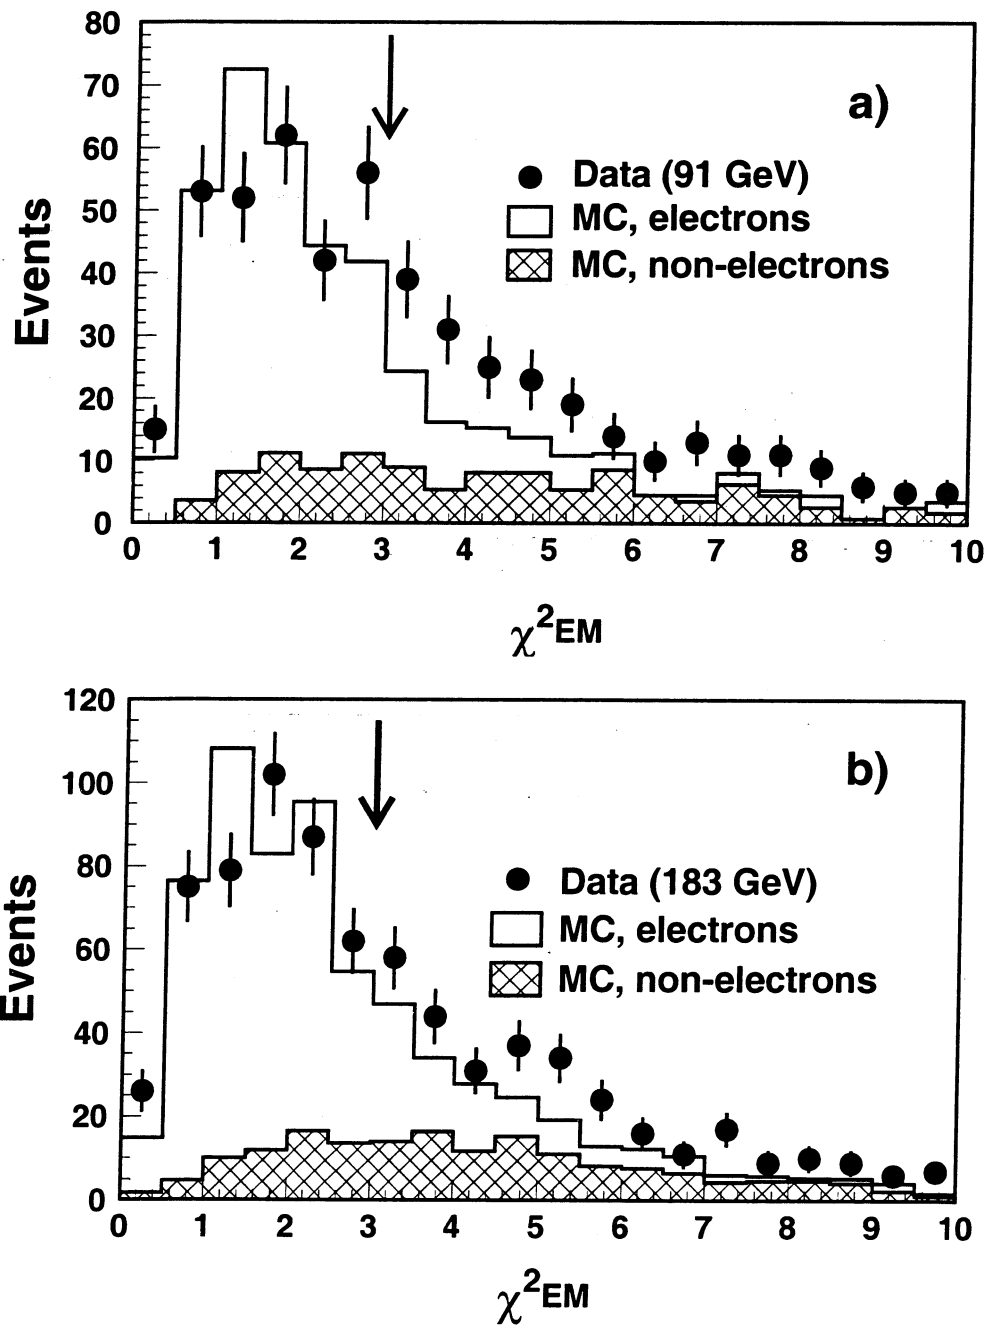 80
70
60
50
40
30
20
10
0
Events
a)
Data (91 GeV)
MC, electrons
MC, non-electrons
0 1 2 3 4 5 6 7 8 9 10
χ²EM
120
100
80
60
40
20
0
Events
b)
Data (183 GeV)
MC, electrons
MC, non-electrons
0 1 2 3 4 5 6 7 8 9 10
χ²EM